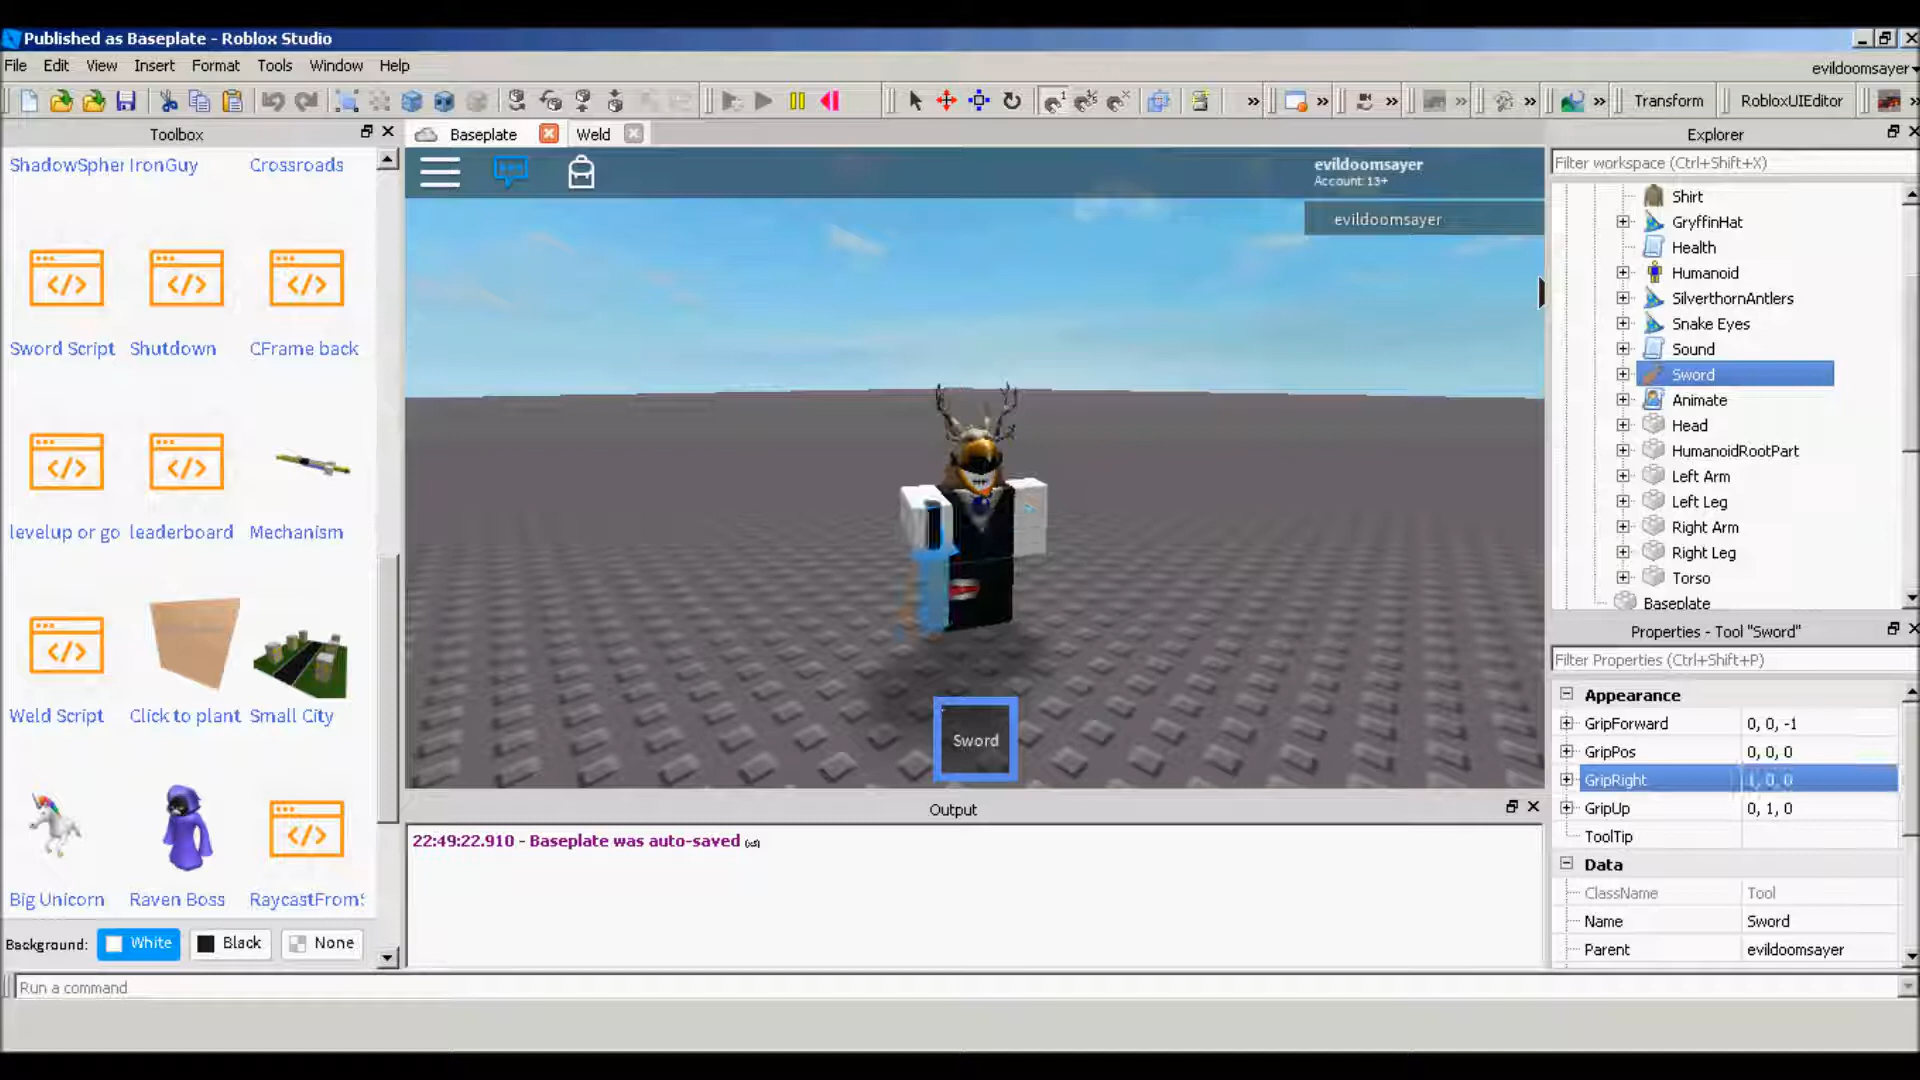 Published as Baseplate - Roblox Studio
File Edit View Insert Format Tools Window Help
evildoomsayer
Transform RobloxUIEditor
Toolbox
ShadowSpher IronGuy Crossroads
Sword Script Shutdown CFrame back
levelup or go leaderboard Mechanism
Weld Script Click to plant Small City
Big Unicorn Raven Boss RaycastFrom
Background: White Black None
Baseplate Weld
evildoomsayer
Account: 13+
evildoomsayer
Sword
Output
22:49:22.910 - Baseplate was auto-saved
Run a command
Explorer
Filter workspace (Ctrl+Shift+X)
Shirt
GryffinHat
Health
Humanoid
SilverthornAntlers
Snake Eyes
Sound
Sword
Animate
Head
HumanoidRootPart
Left Arm
Left Leg
Right Arm
Right Leg
Torso
Baseplate
Properties - Tool "Sword"
Filter Properties (Ctrl+Shift+P)
Appearance
GripForward 0, 0, -1
GripPos 0, 0, 0
GripRight 1, 0, 0
GripUp 0, 1, 0
ToolTip
Data
ClassName Tool
Name Sword
Parent evildoomsayer